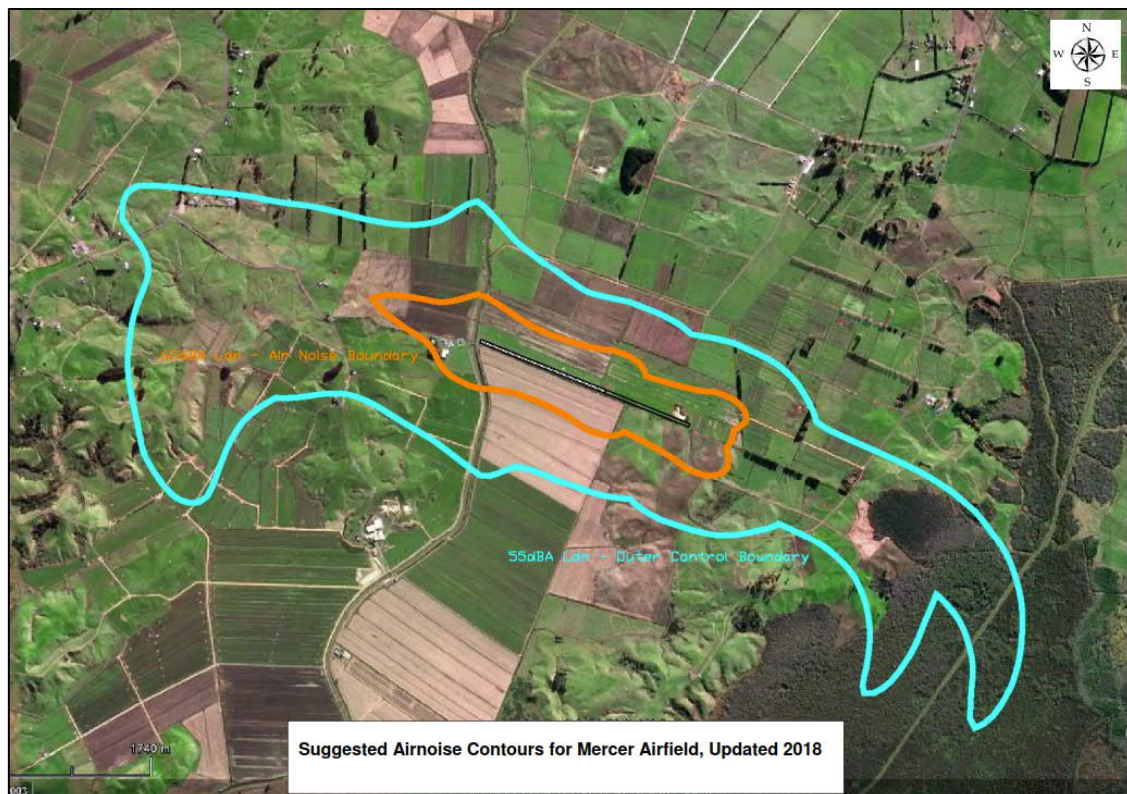 N
W E
S
65dBA Ldn - Air Noise Boundary
55dBA Ldn - Outer Control Boundary
Suggested Airnoise Contours for Mercer Airfield, Updated 2018
1740 m
003